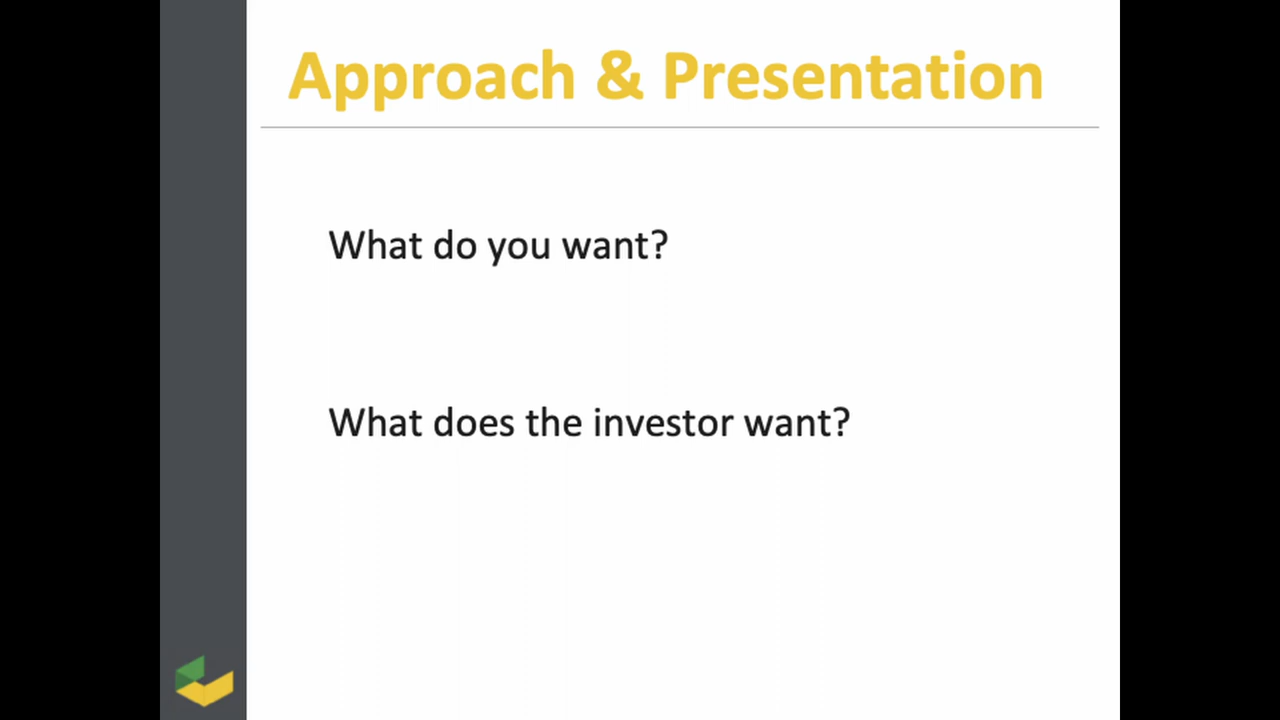 Approach & Presentation
What do you want?
What does the investor want?